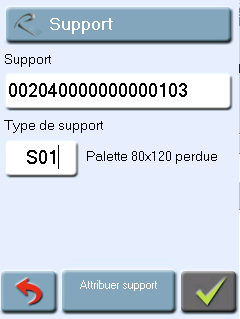 Support
Support
002040000000000103
Type de support
S01 Palette 80x120 perdue
Attribuer support